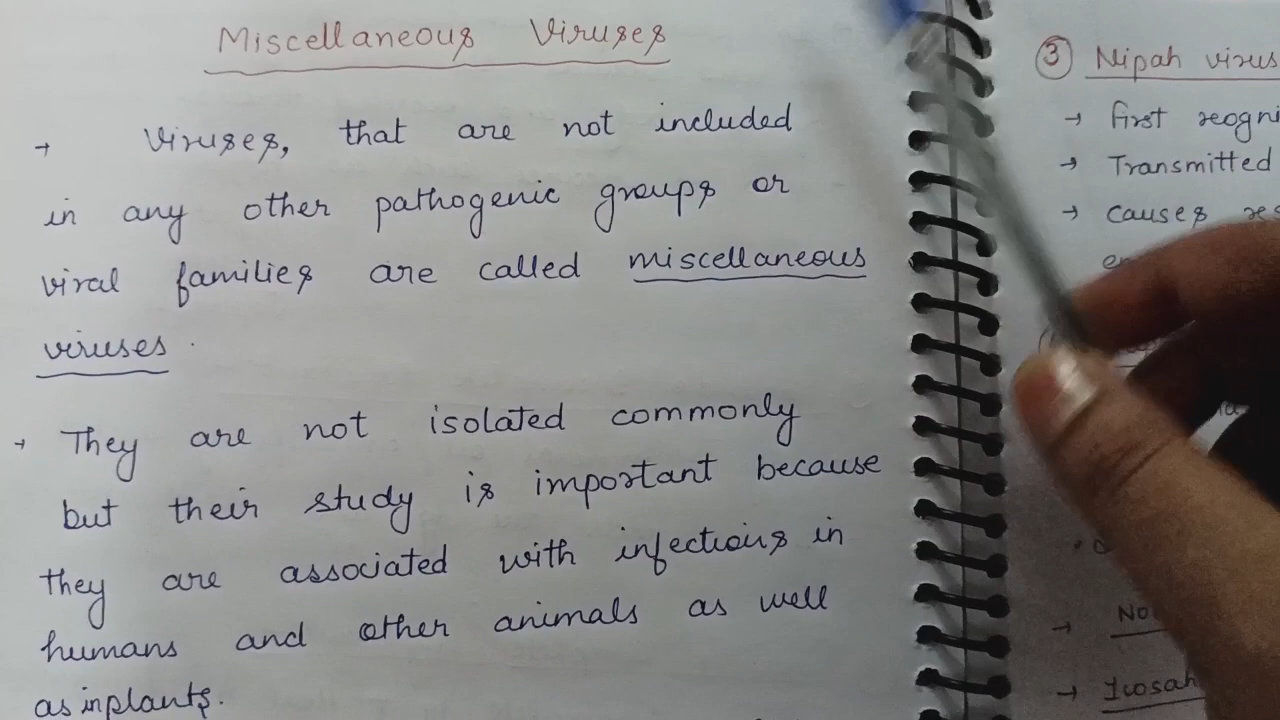 Miscellaneous Viruses
→ Viruses, that are not included
in any other pathogenic groups or
viral families are called miscellaneous
viruses.
→ They are not isolated commonly
but their study is important because
they are associated with infections in
humans and other animals as well
as in plants.
③ Nipah virus
→ First
→ Transmitted
→ causes